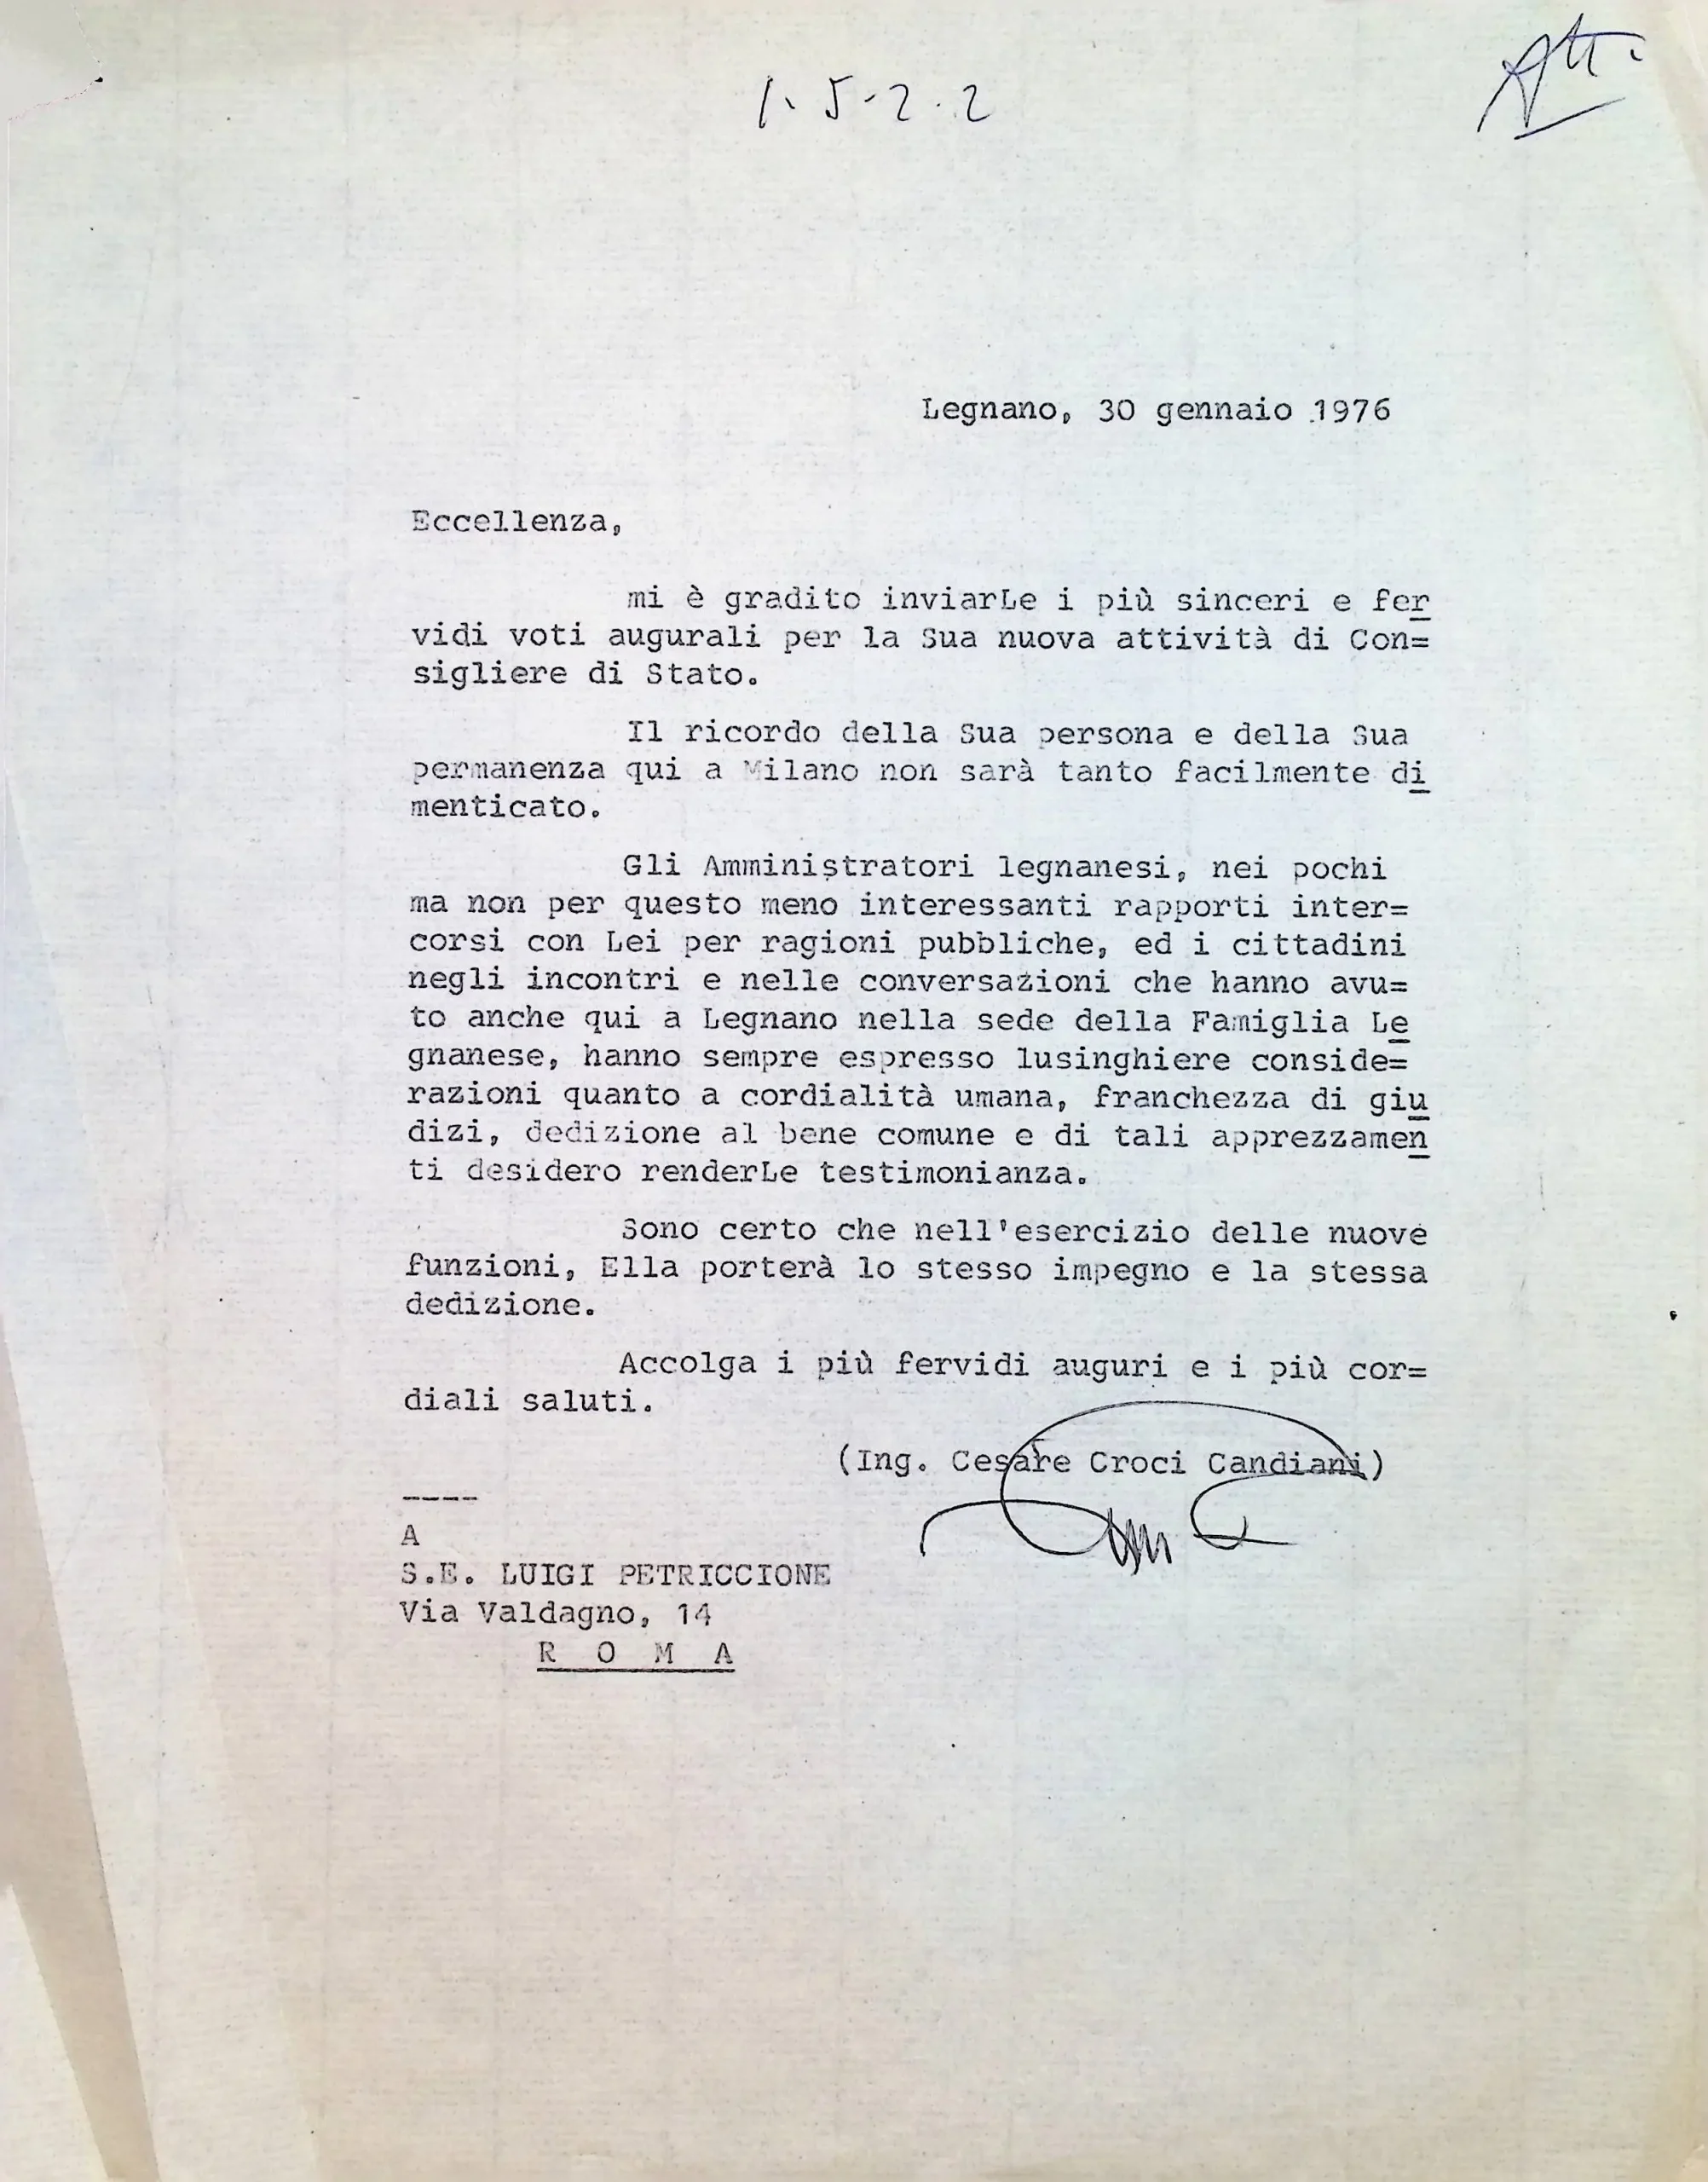 1.5-2.2
Atti
Legnano, 30 gennaio 1976
Eccellenza,
mi è gradito inviarLe i più sinceri e fer
vidi voti augurali per la Sua nuova attività di Con=
sigliere di Stato.
Il ricordo della Sua persona e della Sua
permanenza qui a Milano non sarà tanto facilmente di
menticato.
Gli Amministratori legnanesi, nei pochi
ma non per questo meno interessanti rapporti inter=
corsi con Lei per ragioni pubbliche, ed i cittadini
negli incontri e nelle conversazioni che hanno avu=
to anche qui a Legnano nella sede della Famiglia Le
gnanese, hanno sempre espresso lusinghiere conside=
razioni quanto a cordialità umana, franchezza di giu
dizi, dedizione al bene comune e di tali apprezzamen
ti desidero renderLe testimonianza.
Sono certo che nell'esercizio delle nuove
funzioni, Ella porterà lo stesso impegno e la stessa
dedizione.
Accolga i più fervidi auguri e i più cor=
diali saluti.
(Ing. Cesare Croci Candiani)
----
A
S.E. LUIGI PETRICCIONE
Via Valdagno, 14
R O M A